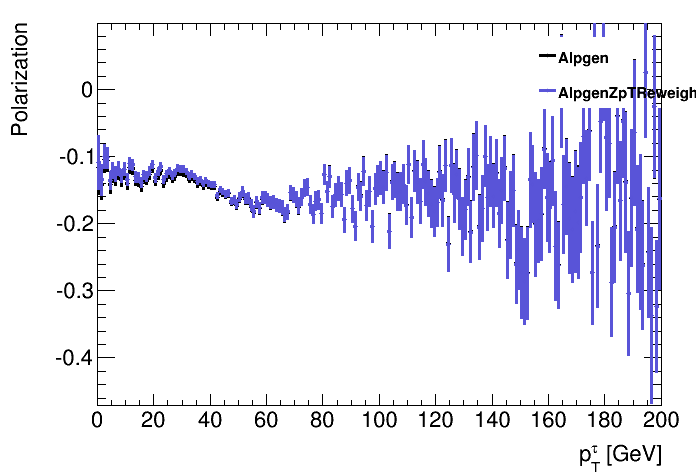 Polarization
Alpgen
AlpgenZpTReweigh
0
-0.1
-0.2
-0.3
-0.4
0 20 40 60 80 100 120 140 160 180 200
p_T^τ [GeV]